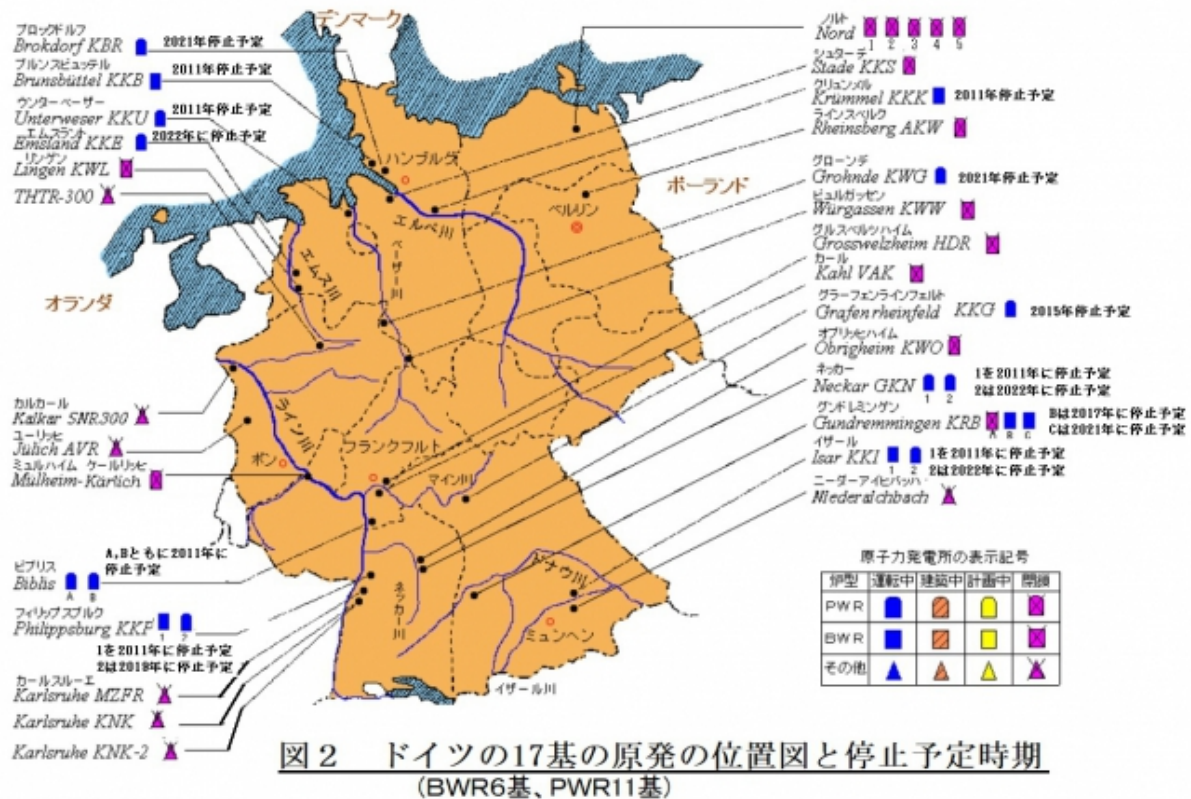 デンマーク
ブロックドルフ
Brokdorf KBR 2021年停止予定
ブルンスビュッテル
Brunsbüttel KKB 2011年停止予定
ウンターベーザー
Unterweser KKU 2011年停止予定
エムスラント
Emsland KKE 2022年に停止予定
リンゲン
Lingen KWL
THTR-300
オランダ
カルカール
Kalkar SNR300
ユーリッヒ
Jülich AVR
ミュルハイム ケールリッヒ
Mülheim-Kärlich
A,Bともに2011年に
停止予定
ビブリス
Biblis A B
フィリップスブルク
Philippsburg KKP 1 2
1を2011年に停止予定
2は2019年に停止予定
カールスルーエ
Karlsruhe MZFR
Karlsruhe KNK
Karlsruhe KNK-2
ハンブルグ
エルベ川
ベルリン
ポーランド
エムス川
ベーザー川
ライン川
ボン
フランクフルト
マイン川
ネッカー川
ドナウ川
ミュンヘン
イザール川
ノルト
Nord 1 2 3 4 5
シュターデ
Stade KKS
クリュンメル
Krümmel KKK 2011年停止予定
ラインスベルク
Rheinsberg AKW
グローンデ
Grohnde KWG 2021年停止予定
ビュルガッセン
Würgassen KWW
グルスベルツハイム
Grosswelzheim HDR
カール
Kahl VAK
グラーフェンラインフェルト
Grafenrheinfeld KKG 2015年停止予定
オブリッヒハイム
Obrigheim KWO
ネッカー
Neckar GKN 1 2
1を2011年に停止予定
2は2022年に停止予定
グンドレミンゲン
Gundremmingen KRB A B C
Bは2017年に停止予定
Cは2021年に停止予定
イザール
Isar KKI 1 2
1を2011年に停止予定
2は2022年に停止予定
ニーダーアイヒバッハ
Niederaichbach
原子力発電所の表示記号
炉型 運転中 建築中 計画中 閉鎖
PWR
BWR
その他
図2 ドイツの17基の原発の位置図と停止予定時期
(BWR6基、PWR11基)